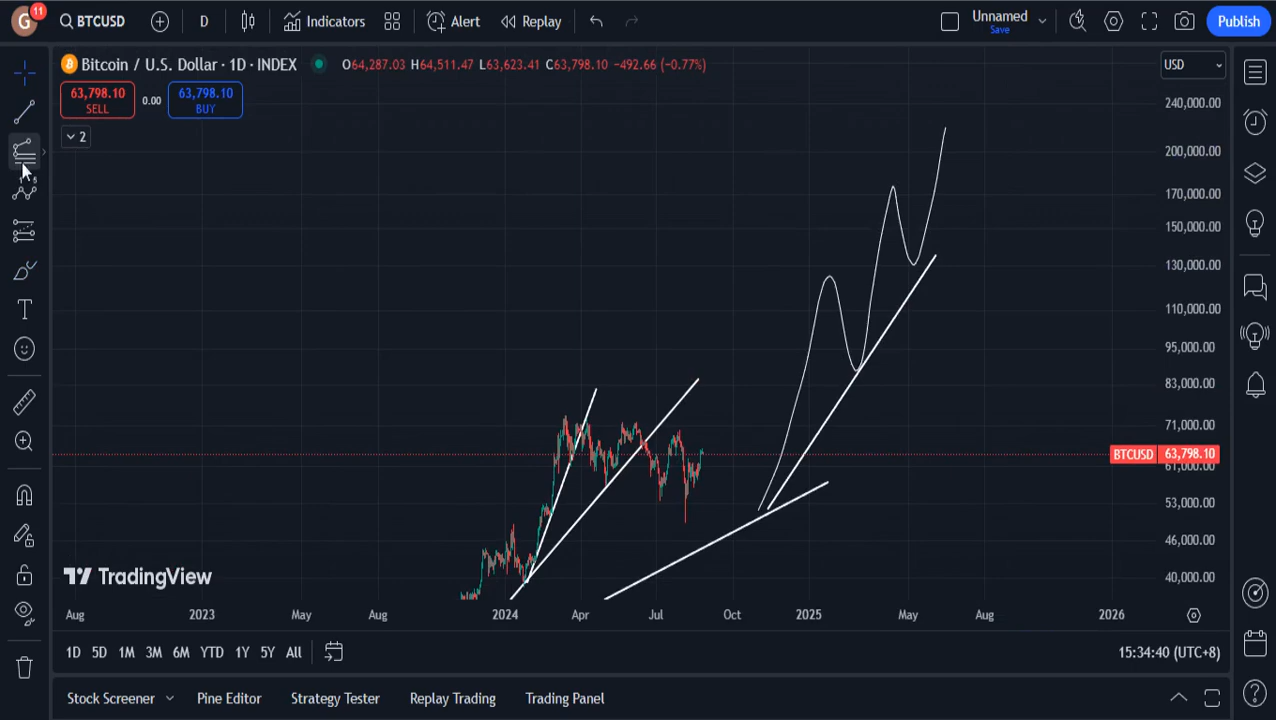 G
11
BTCUSD
D
Indicators
Alert
Replay
Unnamed
Save
Publish
Bitcoin / U.S. Dollar · 1D · INDEX
O64,287.03 H64,511.47 L63,623.41 C63,798.10 −492.66 (−0.77%)
USD
63,798.10
SELL
0.00
63,798.10
BUY
2
240,000.00
200,000.00
170,000.00
150,000.00
130,000.00
110,000.00
95,000.00
83,000.00
71,000.00
BTCUSD 63,798.10
61,000.00
53,000.00
46,000.00
40,000.00
TradingView
Aug 2023 May Aug 2024 Apr Jul Oct 2025 May Aug 2026
1D 5D 1M 3M 6M YTD 1Y 5Y All
15:34:40 (UTC+8)
Stock Screener Pine Editor Strategy Tester Replay Trading Trading Panel